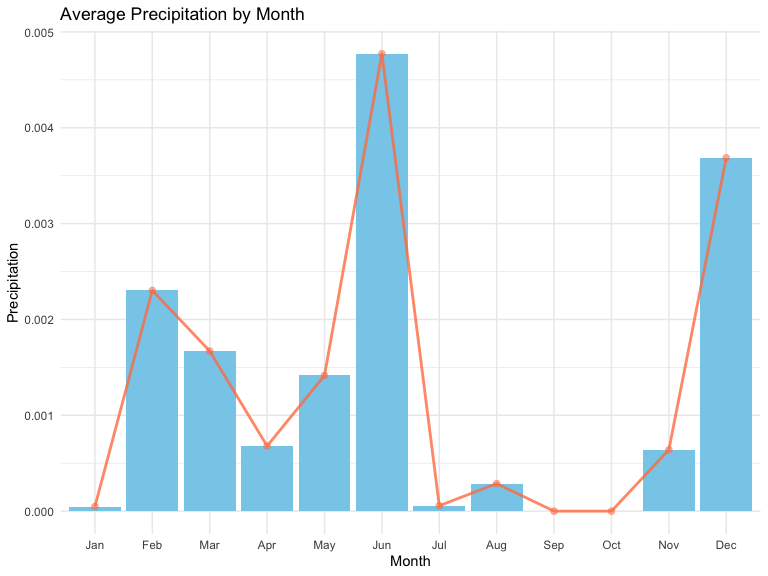 Average Precipitation by Month
Precipitation
0.005
0.004
0.003
0.002
0.001
0.000
Jan Feb Mar Apr May Jun Jul Aug Sep Oct Nov Dec
Month